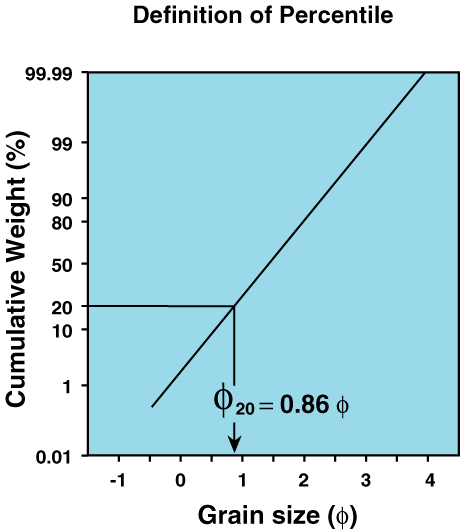 Definition of Percentile
Cumulative Weight (%)
99.99
99
90
80
50
20
10
1
0.01
ϕ20 = 0.86 ϕ
-1 0 1 2 3 4
Grain size (ϕ)